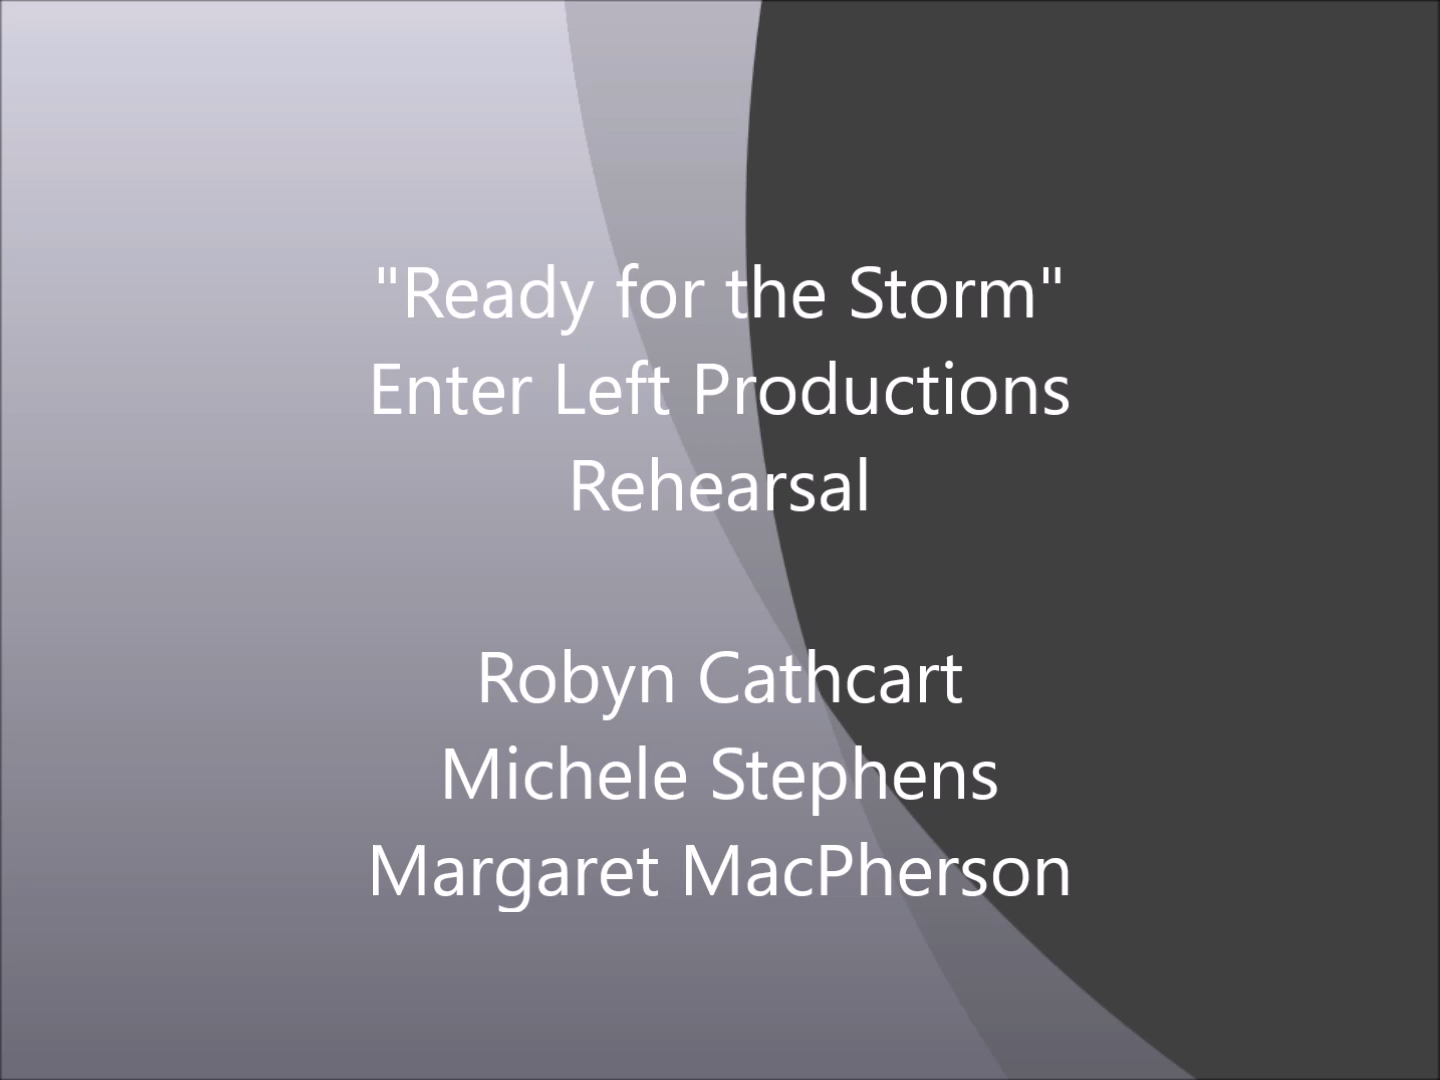 "Ready for the Storm"
Enter Left Productions
Rehearsal
Robyn Cathcart
Michele Stephens
Margaret MacPherson